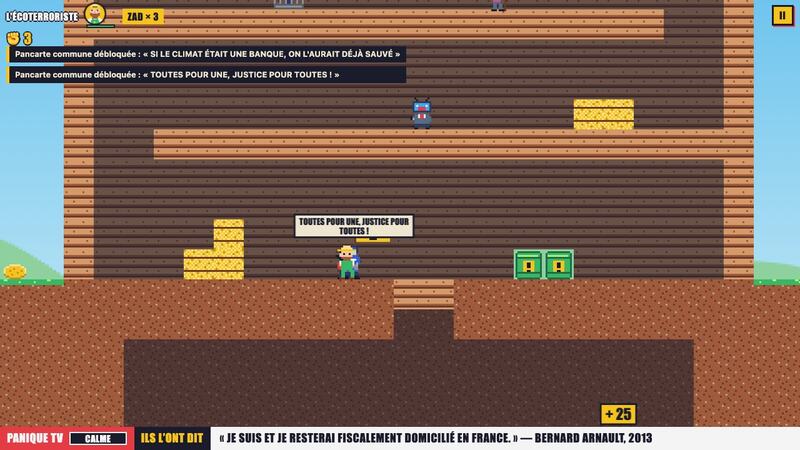 L'ÉCOTERRORISTE
ZAD × 3
3
Pancarte commune débloquée : « SI LE CLIMAT ÉTAIT UNE BANQUE, ON L'AURAIT DÉJÀ SAUVÉ »
Pancarte commune débloquée : « TOUTES POUR UNE, JUSTICE POUR TOUTES ! »
TOUTES POUR UNE, JUSTICE POUR
TOUTES !
!
!
+ 25
PANIQUE TV
CALME
ILS L'ONT DIT
« JE SUIS ET JE RESTERAI FISCALEMENT DOMICILIÉ EN FRANCE. » — BERNARD ARNAULT, 2013